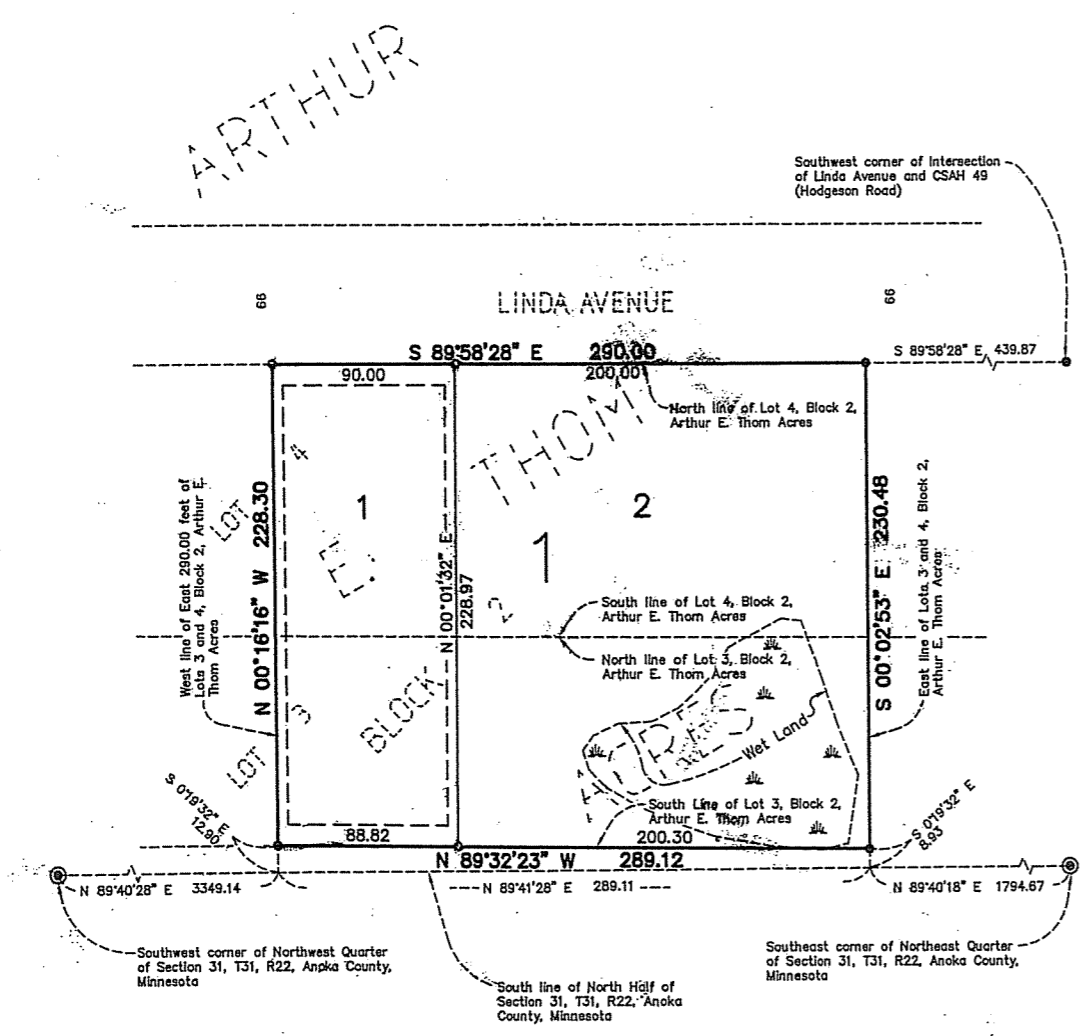 ARTHUR
Southwest corner of Intersection
of Linda Avenue and CSAH 49
(Hodgeson Road)
66
LINDA AVENUE
66
S 89°58'28" E 290.00
S 89°58'28" E 439.87
90.00
200.00
North line of Lot 4, Block 2,
Arthur E. Thom Acres
THOM
LOT 4
1
2
E.
1
West line of East 290.00 feet of
Lots 3 and 4, Block 2, Arthur E.
Thom Acres
N 00°16'16" W 228.30
N 00°01'32" E
228.97
S 00°02'53" E 230.48
East line of Lots 3 and 4, Block 2,
Arthur E. Thom Acres
South line of Lot 4, Block 2,
Arthur E. Thom Acres
North line of Lot 3, Block 2,
Arthur E. Thom Acres
BLOCK 2
LOT 3
ACRES
Wet Land
South Line of Lot 3, Block 2,
Arthur E. Thom Acres
S 0°19'32" E
12.90
88.82
200.30
S 0°19'32" E
8.93
N 89°32'23" W 289.12
N 89°40'28" E 3349.14
N 89°41'28" E 289.11
N 89°40'18" E 1794.67
Southwest corner of Northwest Quarter
of Section 31, T31, R22, Anoka County,
Minnesota
South line of North Half of
Section 31, T31, R22, Anoka
County, Minnesota
Southeast corner of Northeast Quarter
of Section 31, T31, R22, Anoka County,
Minnesota